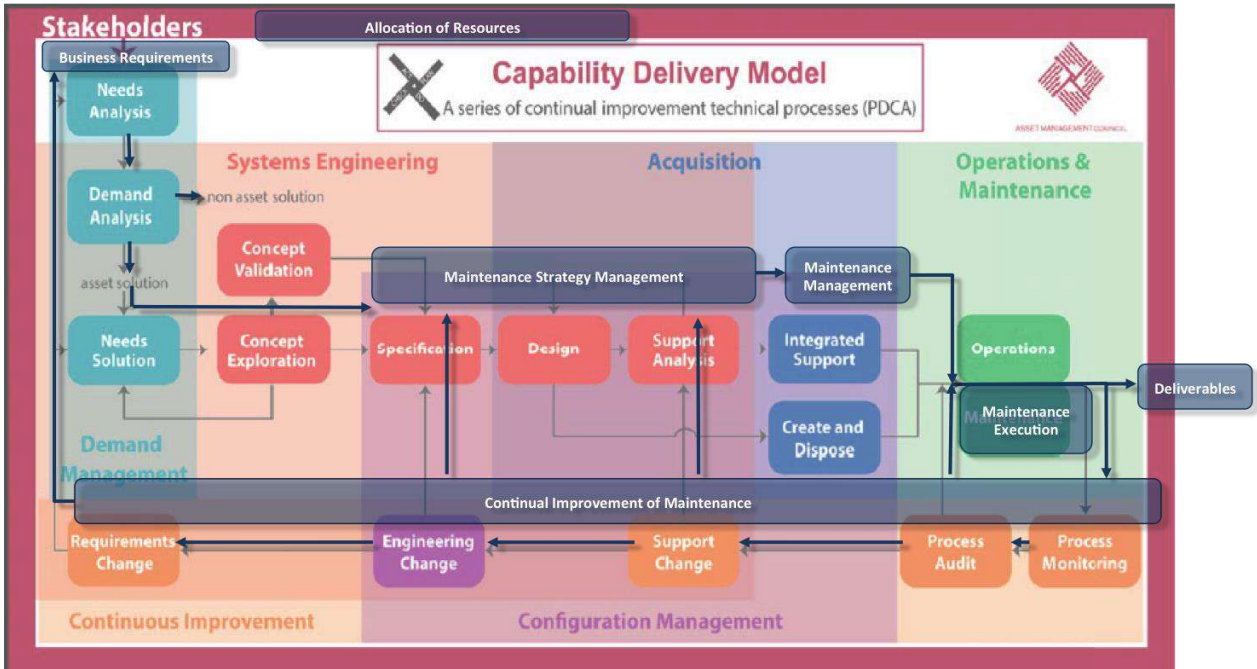 Stakeholders
Allocation of Resources
Business Requirements
Needs
Analysis
Capability Delivery Model
A series of continual improvement technical processes (PDCA)
ASSET MANAGEMENT COUNCIL
Systems Engineering
Acquisition
Operations &
Maintenance
Demand
Analysis
non asset solution
Concept
Validation
Maintenance Strategy Management
Maintenance
Management
asset solution
Needs
Solution
Concept
Exploration
Specification
Design
Support
Analysis
Integrated
Support
Operations
Deliverables
Maintenance
Maintenance
Execution
Create and
Dispose
Demand
Management
Continual Improvement of Maintenance
Requirements
Change
Engineering
Change
Support
Change
Process
Audit
Process
Monitoring
Continuous Improvement
Configuration Management